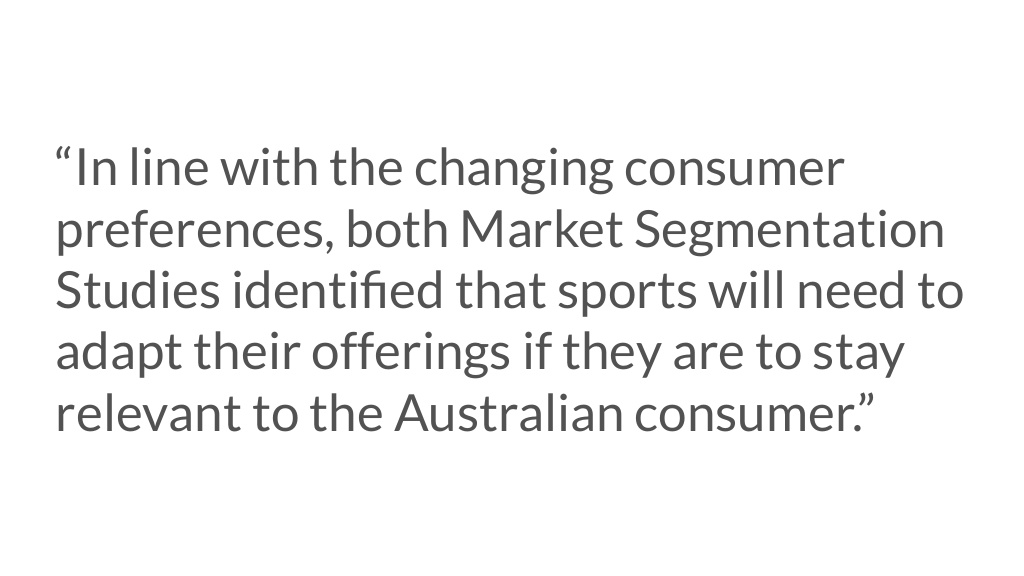 “In line with the changing consumer
preferences, both Market Segmentation
Studies identified that sports will need to
adapt their offerings if they are to stay
relevant to the Australian consumer.”